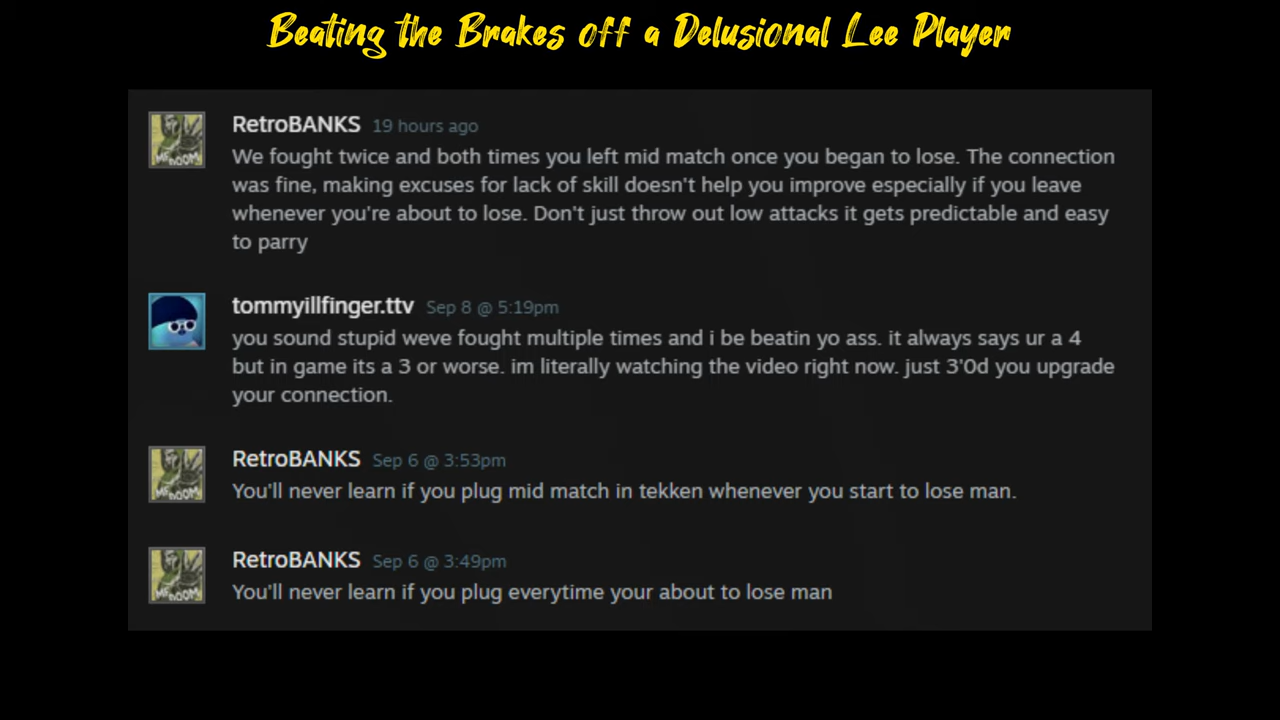 Beating the Brakes off a Delusional Lee Player
RetroBANKS 19 hours ago
We fought twice and both times you left mid match once you began to lose. The connection
was fine, making excuses for lack of skill doesn't help you improve especially if you leave
whenever you're about to lose. Don't just throw out low attacks it gets predictable and easy
to parry
tommyillfinger.ttv Sep 8 @ 5:19pm
you sound stupid weve fought multiple times and i be beatin yo ass. it always says ur a 4
but in game its a 3 or worse. im literally watching the video right now. just 3'0d you upgrade
your connection.
RetroBANKS Sep 6 @ 3:53pm
You'll never learn if you plug mid match in tekken whenever you start to lose man.
RetroBANKS Sep 6 @ 3:49pm
You'll never learn if you plug everytime your about to lose man